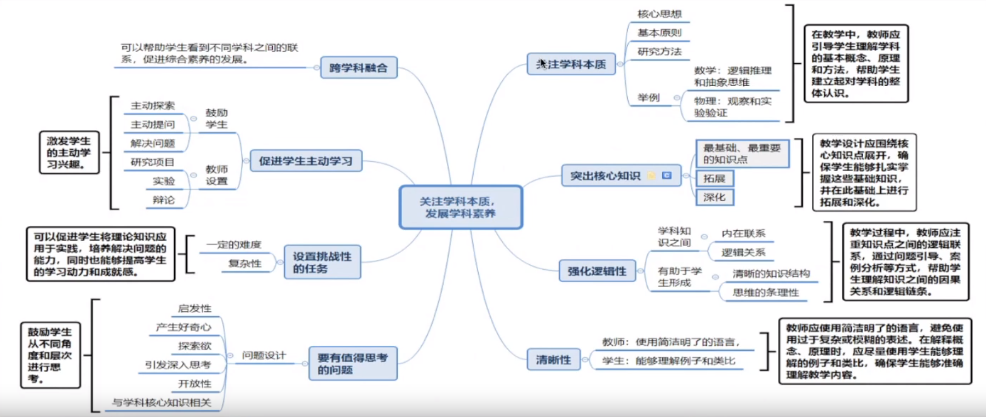 关注学科本质，
发展学科素养
关注学科本质
核心思想
基本原则
研究方法
举例
数学：逻辑推理
和抽象思维
物理：观察和实
验验证
在教学中，教师应
引导学生理解学科
的基本概念、原理
和方法，帮助学生
建立起对学科的整
体认识。
突出核心知识
最基础、最重要
的知识点
拓展
深化
教学设计应围绕核
心知识点展开，确
保学生能够扎实掌
握这些基础知识，
并在此基础上进行
拓展和深化。
强化逻辑性
学科知
识之间
内在联系
逻辑关系
有助于学
生形成
清晰的知识结构
思维的条理性
教学过程中，教师应注
重知识点之间的逻辑联
系，通过问题引导、案
例分析等方式，帮助学
生理解知识之间的因果
关系和逻辑链条。
清晰性
教师：使用简洁明了的语言，
学生：能够理解例子和类比
教师应使用简洁明了的语言，避免使
用过于复杂或模糊的表述。在解释概
念、原理时，应尽量使用学生能够理
解的例子和类比，确保学生能够准确
理解教学内容。
跨学科融合
可以帮助学生看到不同学科之间的联
系，促进综合素养的发展。
促进学生主动学习
鼓励
学生
主动探索
主动提问
解决问题
教师
设置
研究项目
实验
辩论
激发学生
的主动学
习兴趣。
设置挑战性
的任务
一定的难度
复杂性
可以促进学生将理论知识应
用于实践，培养解决问题的
能力，同时也能够提高学生
的学习动力和成就感。
要有值得思考
的问题
问题设计
启发性
产生好奇心
探索欲
引发深入思考
开放性
与学科核心知识相关
鼓励学生
从不同角
度和层次
进行思
考。